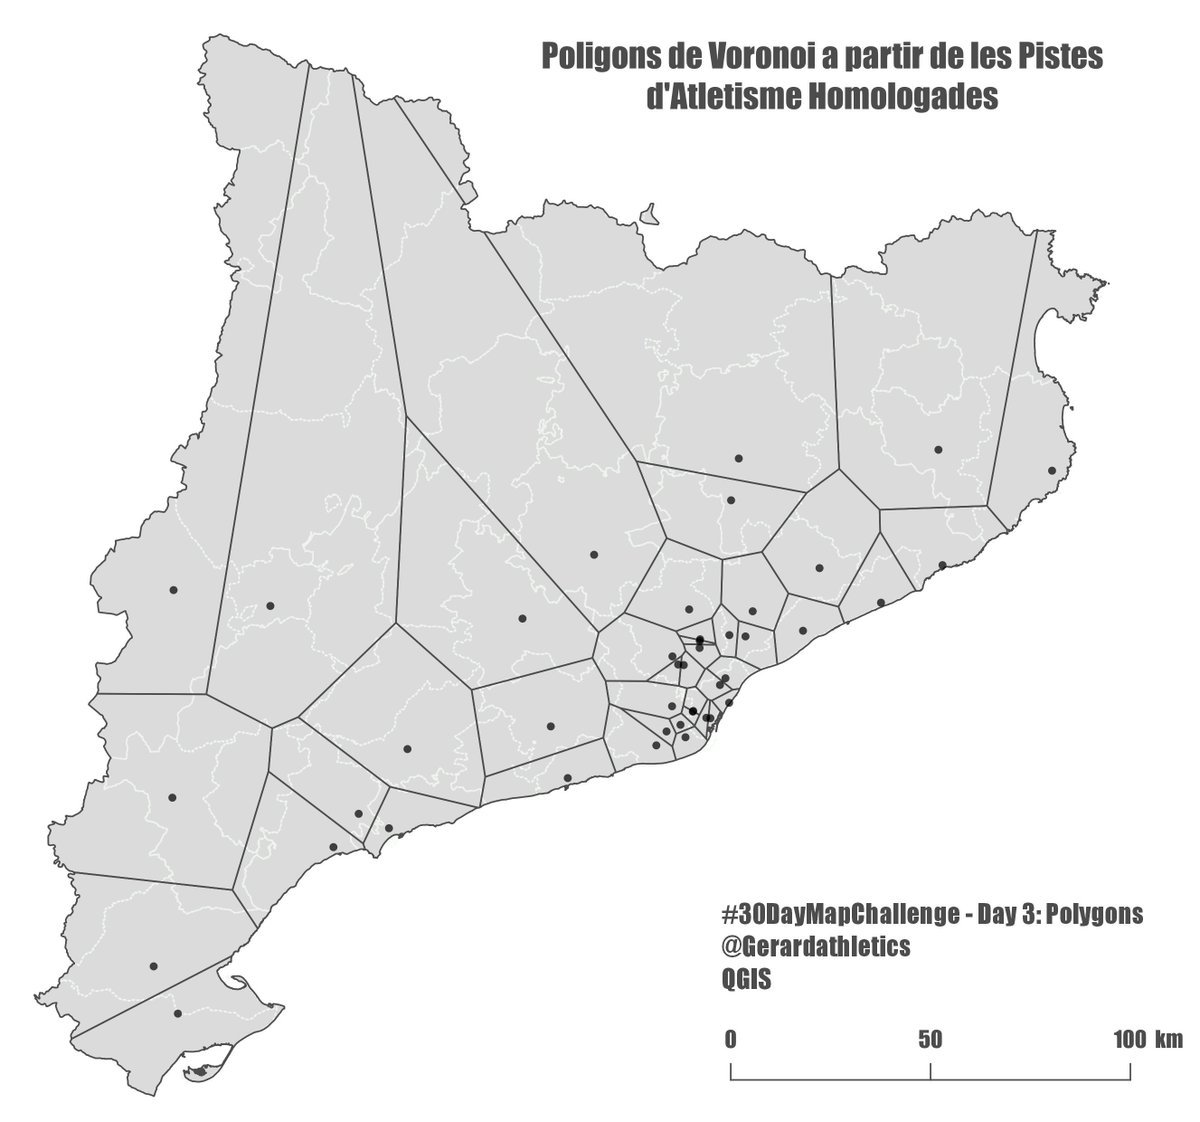 Poligons de Voronoi a partir de les Pistes
d'Atletisme Homologades
#30DayMapChallenge - Day 3: Polygons
@Gerardathletics
QGIS
0 50 100 km